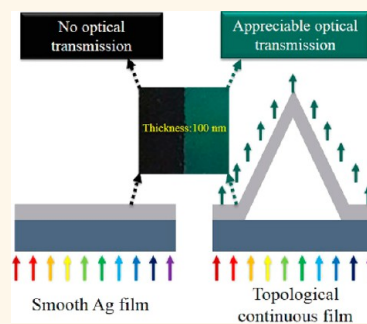 No optical
transmission
Appreciable optical
transmission
Thickness:100 nm
Smooth Ag film
Topological
continuous film